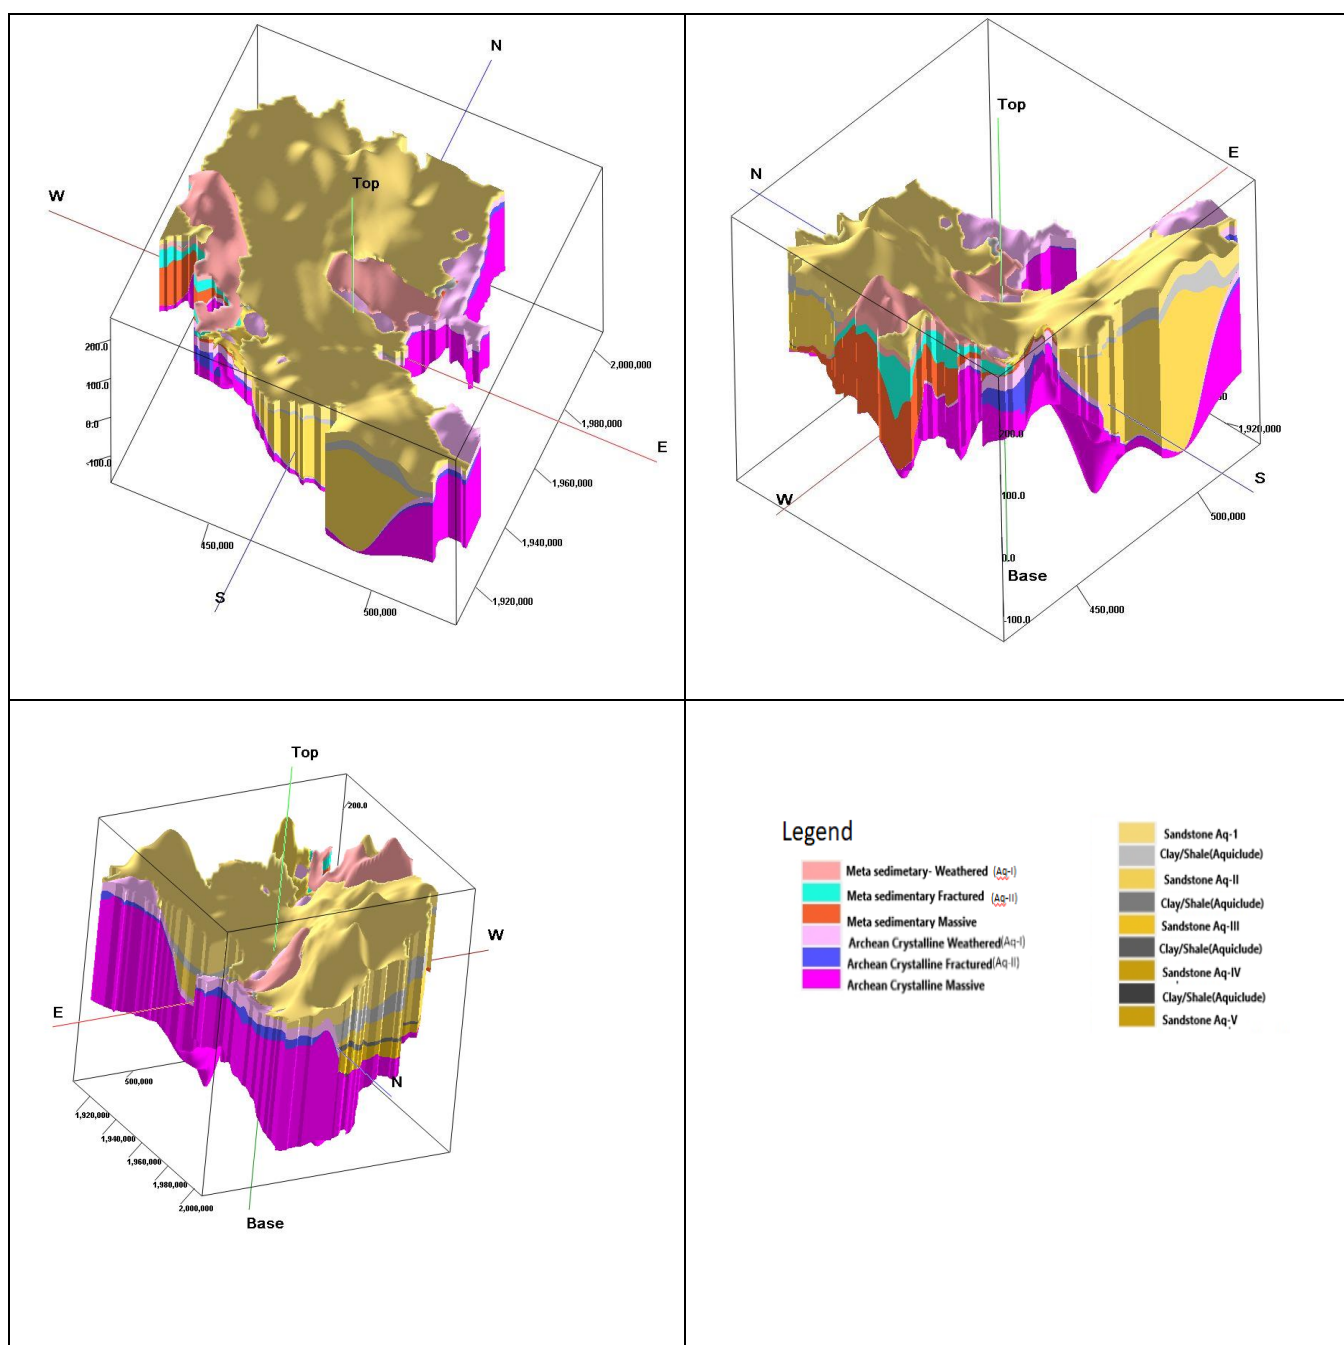 N
W
Top
200.0
100.0
0.0
-100.0
2,000,000
1,980,000
E
1,960,000
1,940,000
1,920,000
450,000
500,000
S
Top
E
N
1,920,000
S
W
200.0
500,000
100.0
0.0
Base
450,000
-100.0
Top
200.0
W
E
500,000
N
1,920,000
1,940,000
1,960,000
1,980,000
2,000,000
Base
Legend
Meta sedimetary- Weathered (Aq-I)
Meta sedimentary Fractured (Aq-II)
Meta sedimentary Massive
Archean Crystalline Weathered(Aq-I)
Archean Crystalline Fractured(Aq-II)
Archean Crystalline Massive
Sandstone Aq-1
Clay/Shale(Aquiclude)
Sandstone Aq-II
Clay/Shale(Aquiclude)
Sandstone Aq-III
Clay/Shale(Aquiclude)
Sandstone Aq-IV
Clay/Shale(Aquiclude)
Sandstone Aq-V